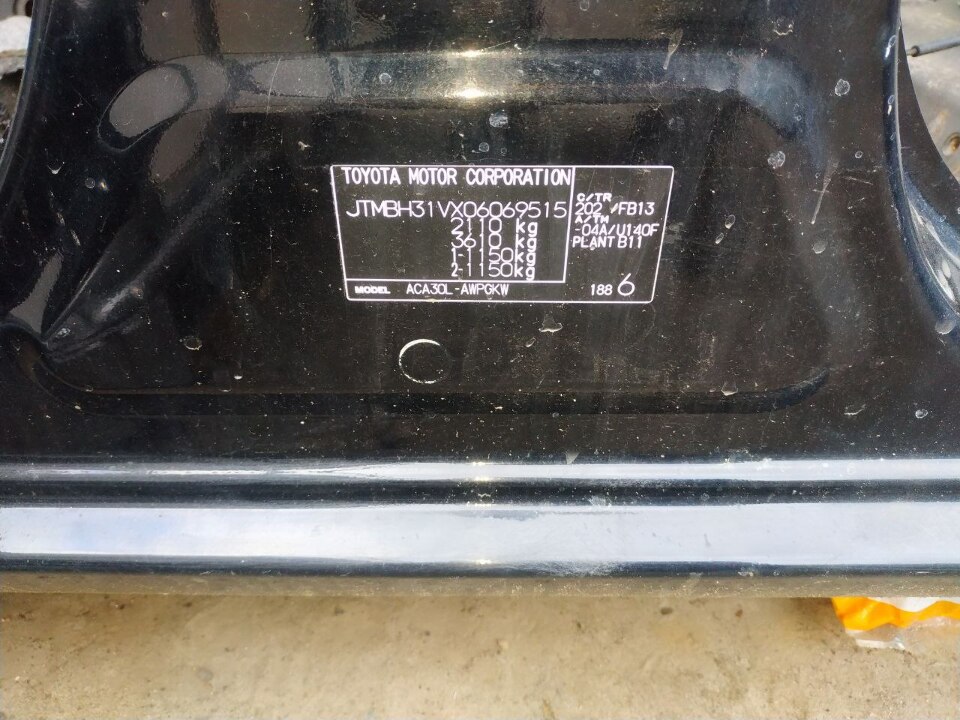 TOYOTA MOTOR CORPORATION
JTMBH31VX06069515
2110 kg
3610 kg
1-1150kg
2-1150kg
C/TR
202 /FB13
A/TM
-04A/U140F
PLANT B11
MODEL ACA30L-AWPGKW 188 6